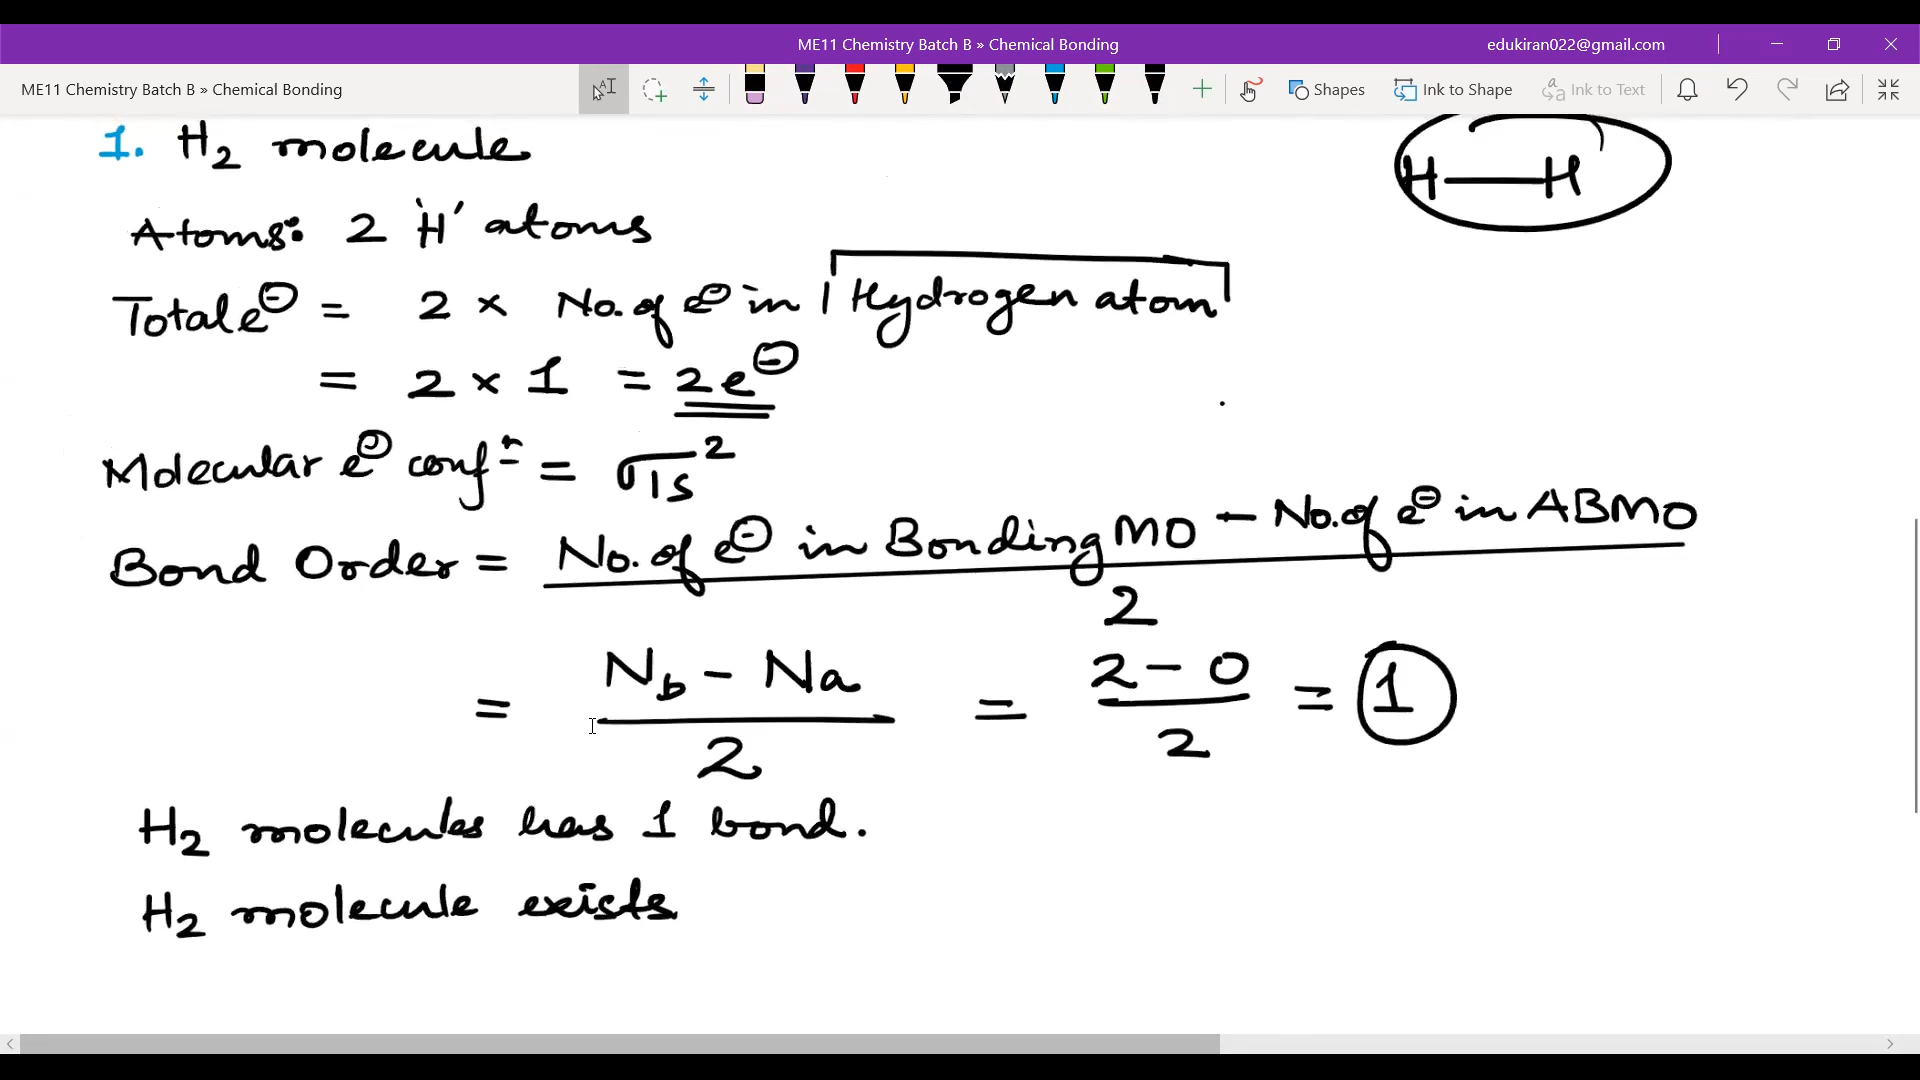 ME11 Chemistry Batch B » Chemical Bonding
edukiran022@gmail.com
ME11 Chemistry Batch B » Chemical Bonding
Shapes
Ink to Shape
Ink to Text
1. H₂ molecule
H—H
Atoms: 2 'H' atoms
Total e⊖ = 2 × No. of e⊖ in 1 Hydrogen atom
= 2 × 1 = 2e⊖
Molecular e⊖ confn = σ1s²
Bond Order = No. of e⊖ in Bonding MO − No. of e⊖ in ABMO
2
= Nb − Na / 2 = 2 − 0 / 2 = 1
H₂ molecules has 1 bond.
H₂ molecule exists